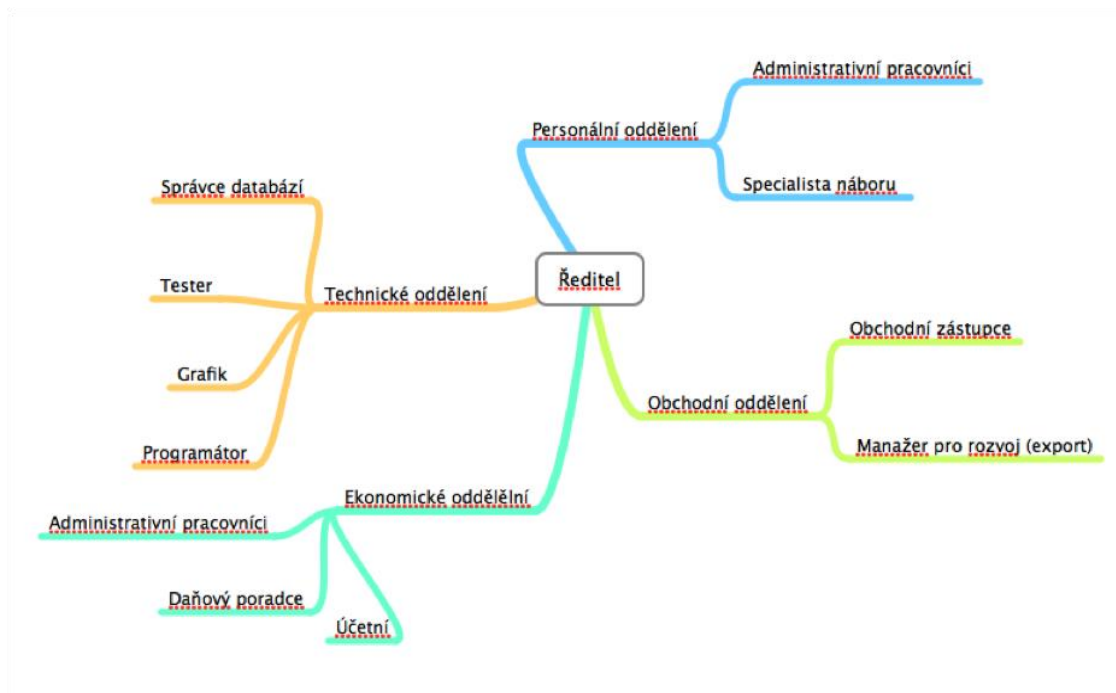 Administrativní pracovníci
Personální oddělení
Specialista náboru
Správce databází
Tester
Technické oddělení
Grafik
Programátor
Ředitel
Obchodní zástupce
Obchodní oddělení
Manažer pro rozvoj (export)
Ekonomické oddělělní
Administrativní pracovníci
Daňový poradce
Účetní